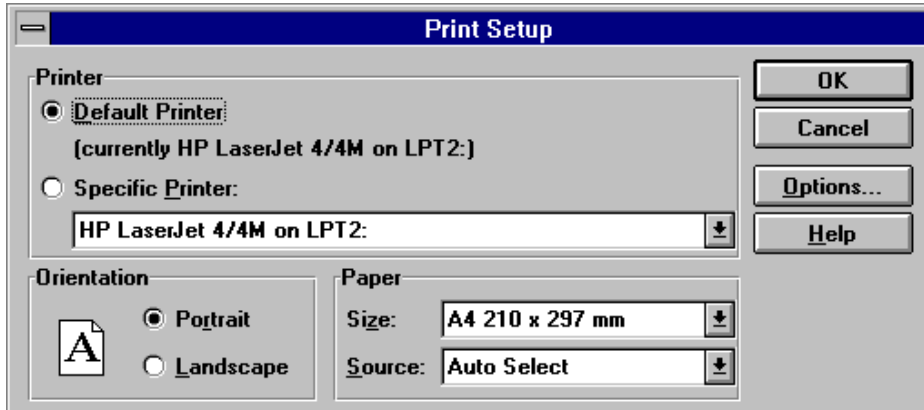 Print Setup
Printer
Default Printer
(currently HP LaserJet 4/4M on LPT2:)
Specific Printer:
HP LaserJet 4/4M on LPT2:
OK
Cancel
Options...
Help
Orientation
A
Portrait
Landscape
Paper
Size: A4 210 x 297 mm
Source: Auto Select